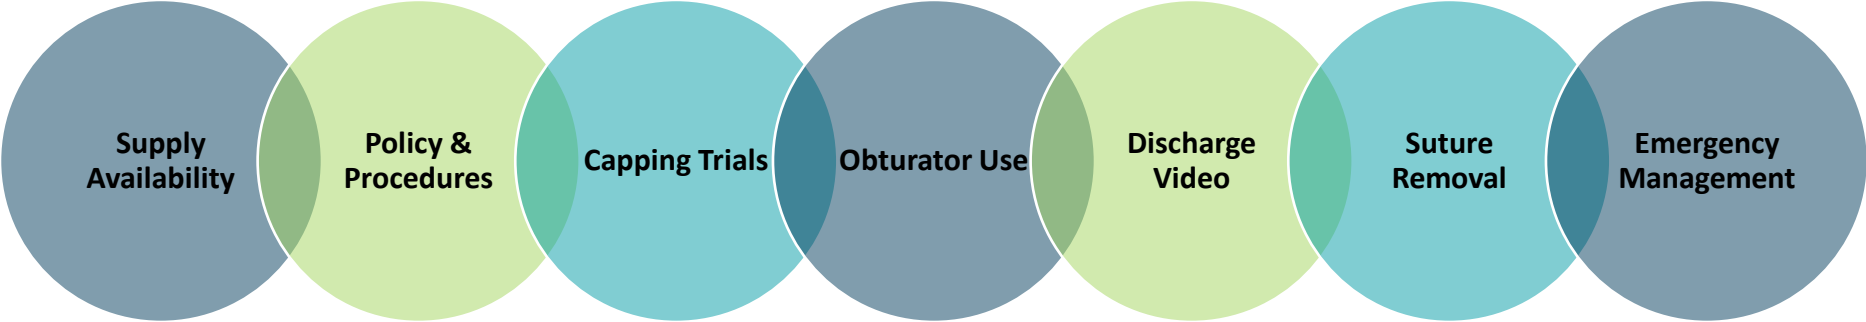 Supply
Availability
Policy &
Procedures
Capping Trials
Obturator Use
Discharge
Video
Suture
Removal
Emergency
Management